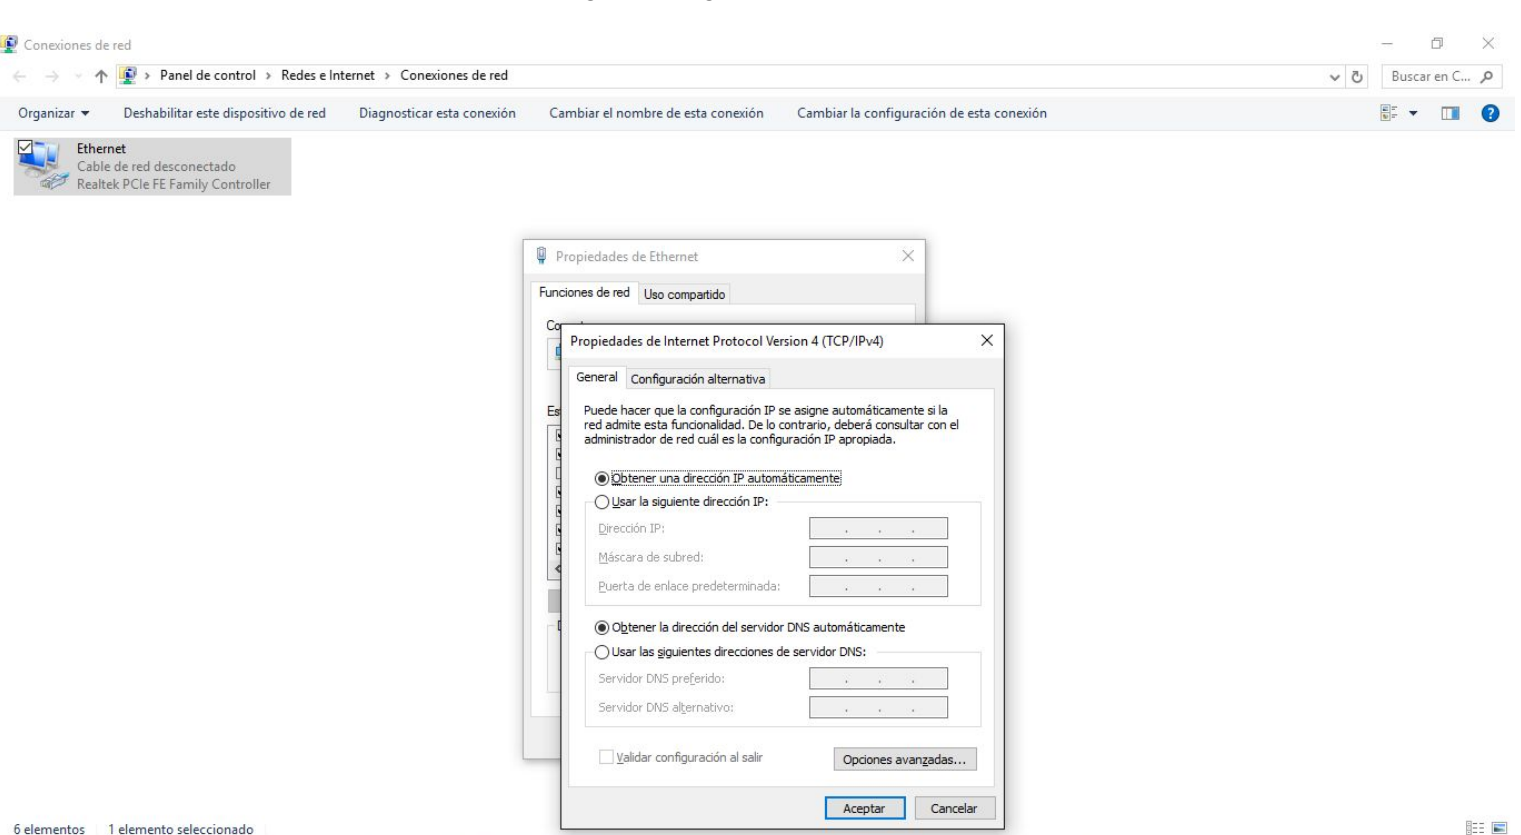 Conexiones de red
Panel de control > Redes e Internet > Conexiones de red
Buscar en C...
Organizar Deshabilitar este dispositivo de red Diagnosticar esta conexión Cambiar el nombre de esta conexión Cambiar la configuración de esta conexión
Ethernet
Cable de red desconectado
Realtek PCIe FE Family Controller
Propiedades de Ethernet
Funciones de red Uso compartido
Propiedades de Internet Protocol Version 4 (TCP/IPv4)
General Configuración alternativa
Puede hacer que la configuración IP se asigne automáticamente si la
red admite esta funcionalidad. De lo contrario, deberá consultar con el
administrador de red cuál es la configuración IP apropiada.
Obtener una dirección IP automáticamente
Usar la siguiente dirección IP:
Dirección IP:
Máscara de subred:
Puerta de enlace predeterminada:
Obtener la dirección del servidor DNS automáticamente
Usar las siguientes direcciones de servidor DNS:
Servidor DNS preferido:
Servidor DNS alternativo:
Validar configuración al salir
Opciones avanzadas...
Aceptar Cancelar
6 elementos 1 elemento seleccionado